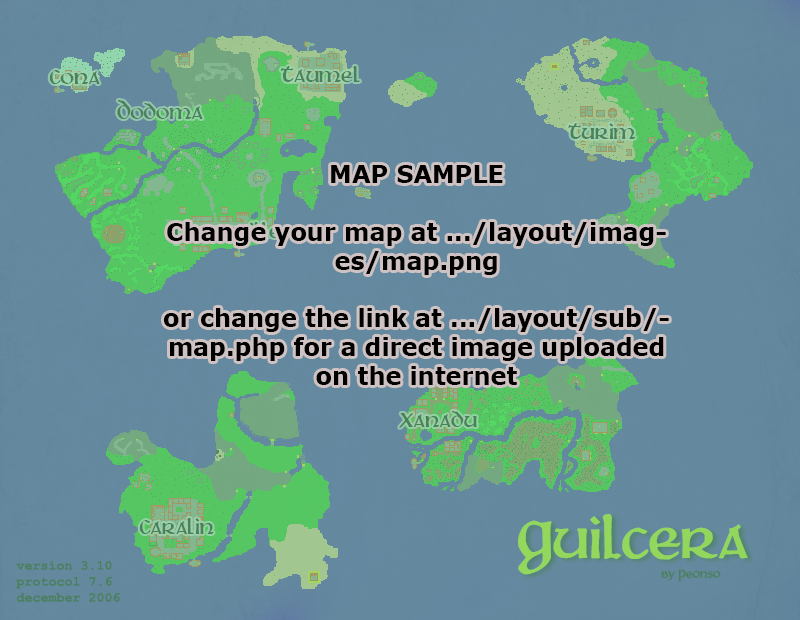 Cona
Taumel
Dodoma
Turim
MAP SAMPLE
Change your map at .../layout/imag-
es/map.png
or change the link at .../layout/sub/-
map.php for a direct image uploaded
on the internet
Xanadu
Caralin
Guilcera
By Peonso
version 3.10
protocol 7.6
december 2006